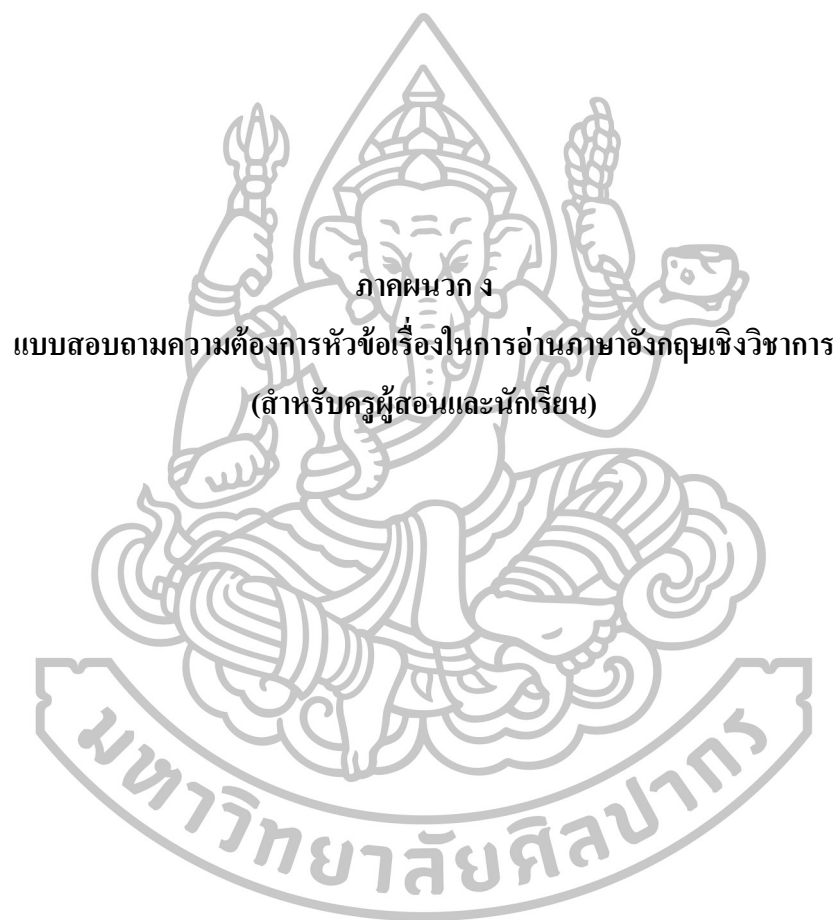 ภาคผนวก ง
แบบสอบถามความต้องการหัวข้อเรื่องในการอ่านภาษาอังกฤษเชิงวิชาการ
(สำหรับครูผู้สอนและนักเรียน)
มหาวิทยาลัยศิลปากร